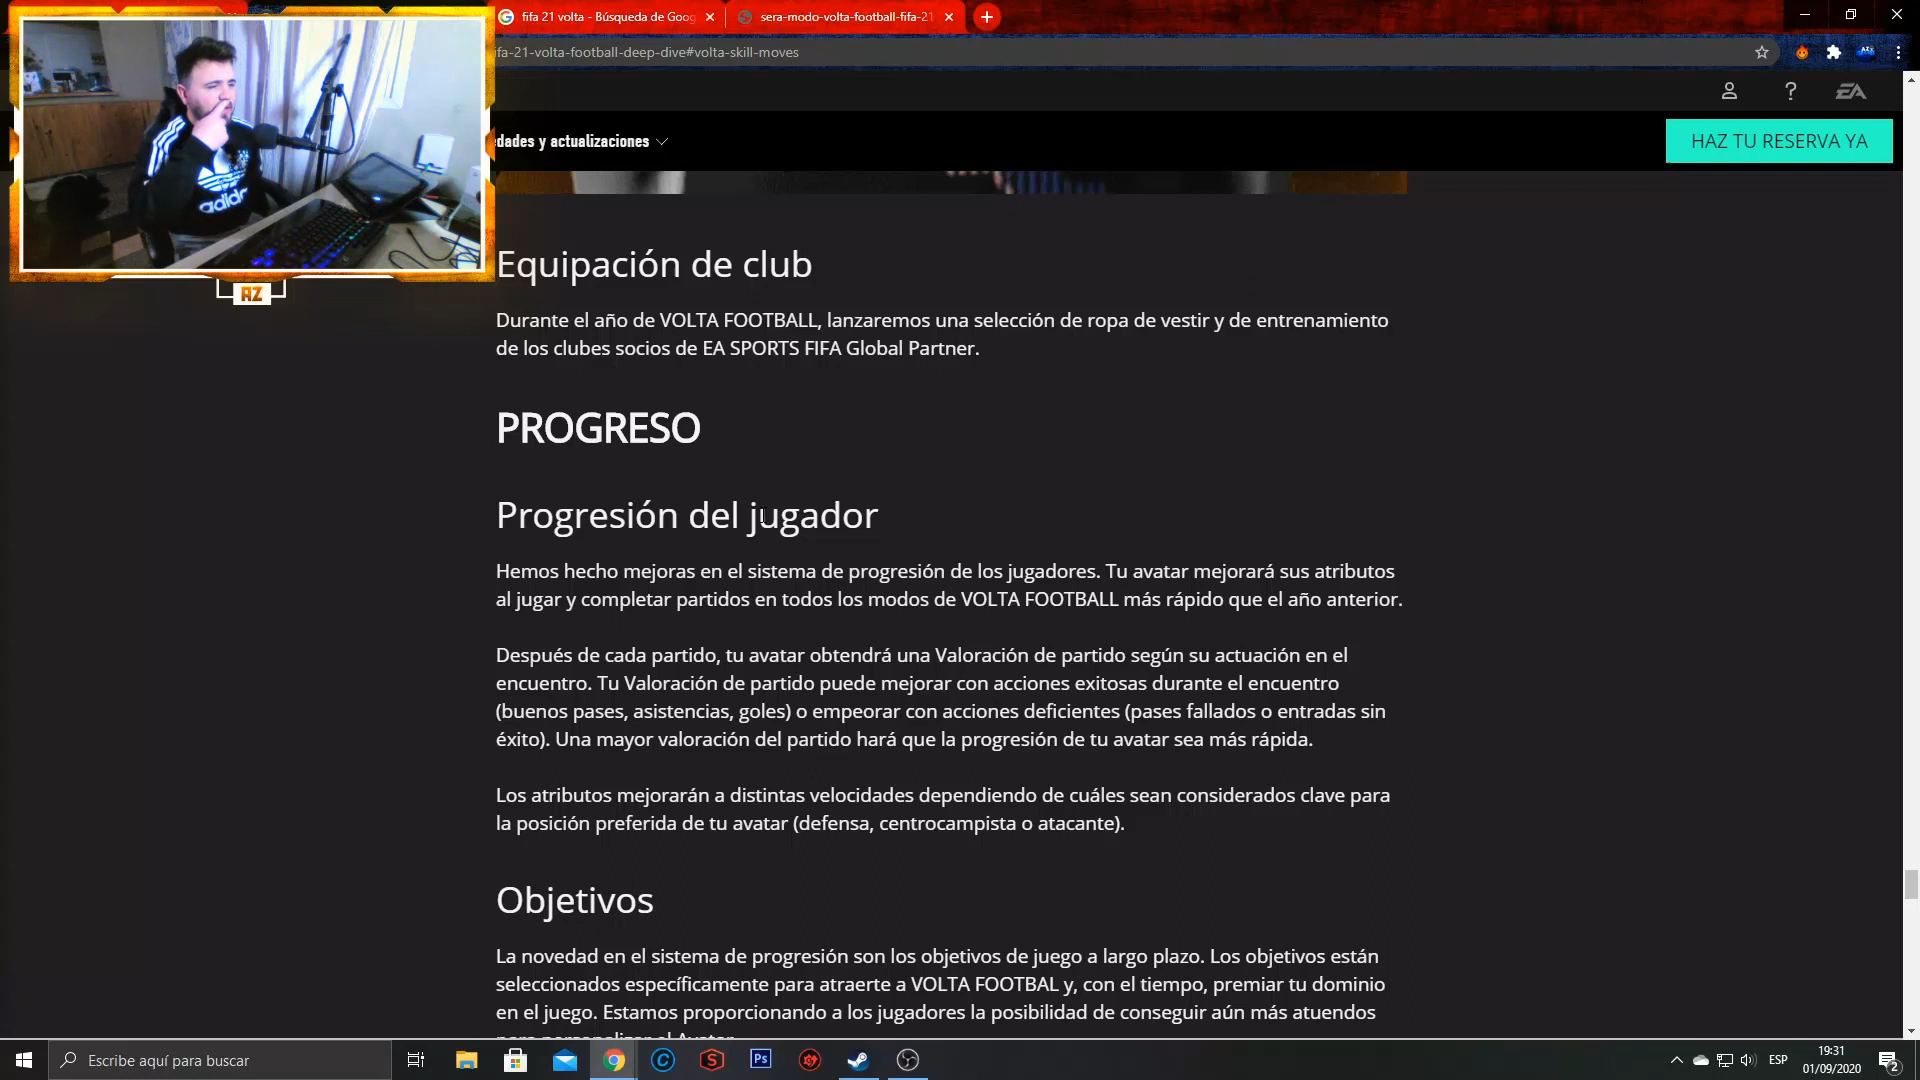 fifa 21 volta - Búsqueda de Goog
sera-modo-volta-football-fifa-21
fa-21-volta-football-deep-dive#volta-skill-moves
EA
edades y actualizaciones
HAZ TU RESERVA YA
adidas
AZ
Equipación de club
Durante el año de VOLTA FOOTBALL, lanzaremos una selección de ropa de vestir y de entrenamiento
de los clubes socios de EA SPORTS FIFA Global Partner.
PROGRESO
Progresión del jugador
Hemos hecho mejoras en el sistema de progresión de los jugadores. Tu avatar mejorará sus atributos
al jugar y completar partidos en todos los modos de VOLTA FOOTBALL más rápido que el año anterior.
Después de cada partido, tu avatar obtendrá una Valoración de partido según su actuación en el
encuentro. Tu Valoración de partido puede mejorar con acciones exitosas durante el encuentro
(buenos pases, asistencias, goles) o empeorar con acciones deficientes (pases fallados o entradas sin
éxito). Una mayor valoración del partido hará que la progresión de tu avatar sea más rápida.
Los atributos mejorarán a distintas velocidades dependiendo de cuáles sean considerados clave para
la posición preferida de tu avatar (defensa, centrocampista o atacante).
Objetivos
La novedad en el sistema de progresión son los objetivos de juego a largo plazo. Los objetivos están
seleccionados específicamente para atraerte a VOLTA FOOTBAL y, con el tiempo, premiar tu dominio
en el juego. Estamos proporcionando a los jugadores la posibilidad de conseguir aún más atuendos
para personalizar el Avatar.
Escribe aquí para buscar
Ps
ESP
19:31
01/09/2020
2